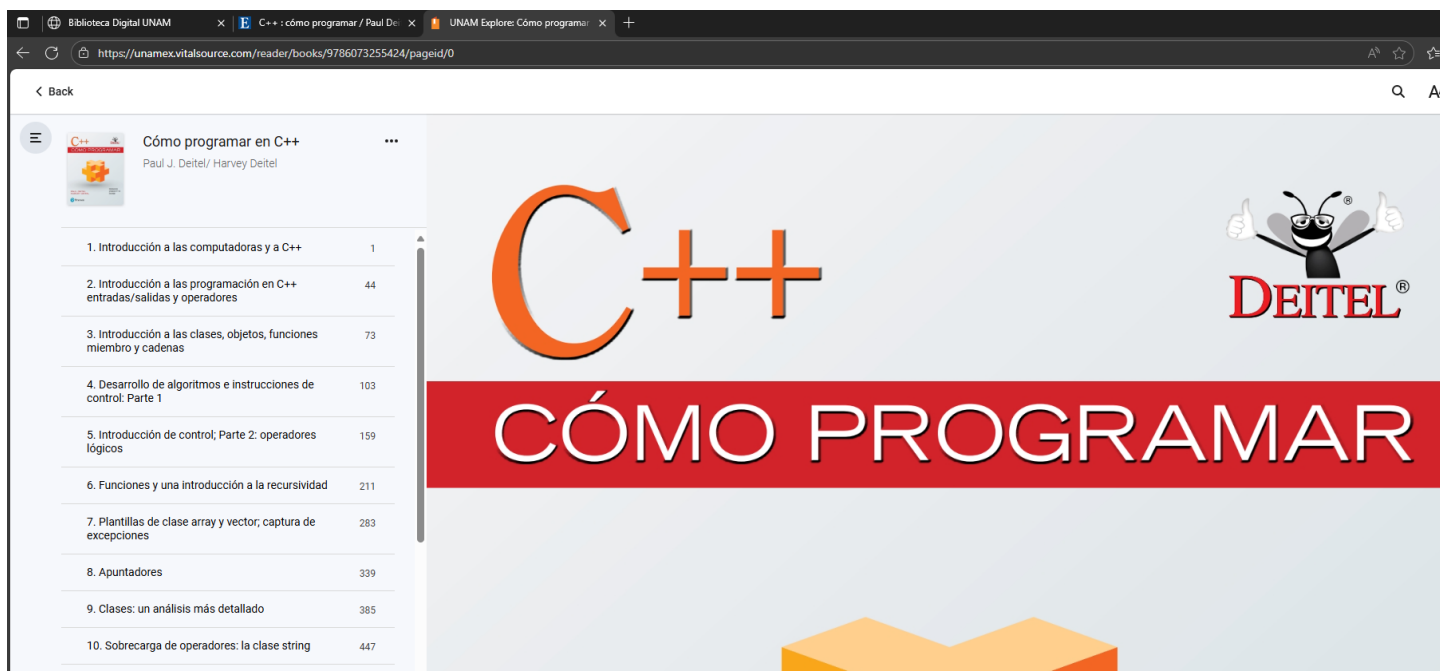 Biblioteca Digital UNAM
C++ : cómo programar / Paul Dei
UNAM Explore: Cómo programar
https://unamex.vitalsource.com/reader/books/9786073255424/pageid/0
Back
C++
CÓMO PROGRAMAR
Cómo programar en C++
Paul J. Deitel/ Harvey Deitel
1. Introducción a las computadoras y a C++ 1
2. Introducción a las programación en C++ 44
entradas/salidas y operadores
3. Introducción a las clases, objetos, funciones 73
miembro y cadenas
4. Desarrollo de algoritmos e instrucciones de 103
control: Parte 1
5. Introducción de control; Parte 2: operadores 159
lógicos
6. Funciones y una introducción a la recursividad 211
7. Plantillas de clase array y vector; captura de 283
excepciones
8. Apuntadores 339
9. Clases: un análisis más detallado 385
10. Sobrecarga de operadores: la clase string 447
C++
®
DEITEL®
CÓMO PROGRAMAR